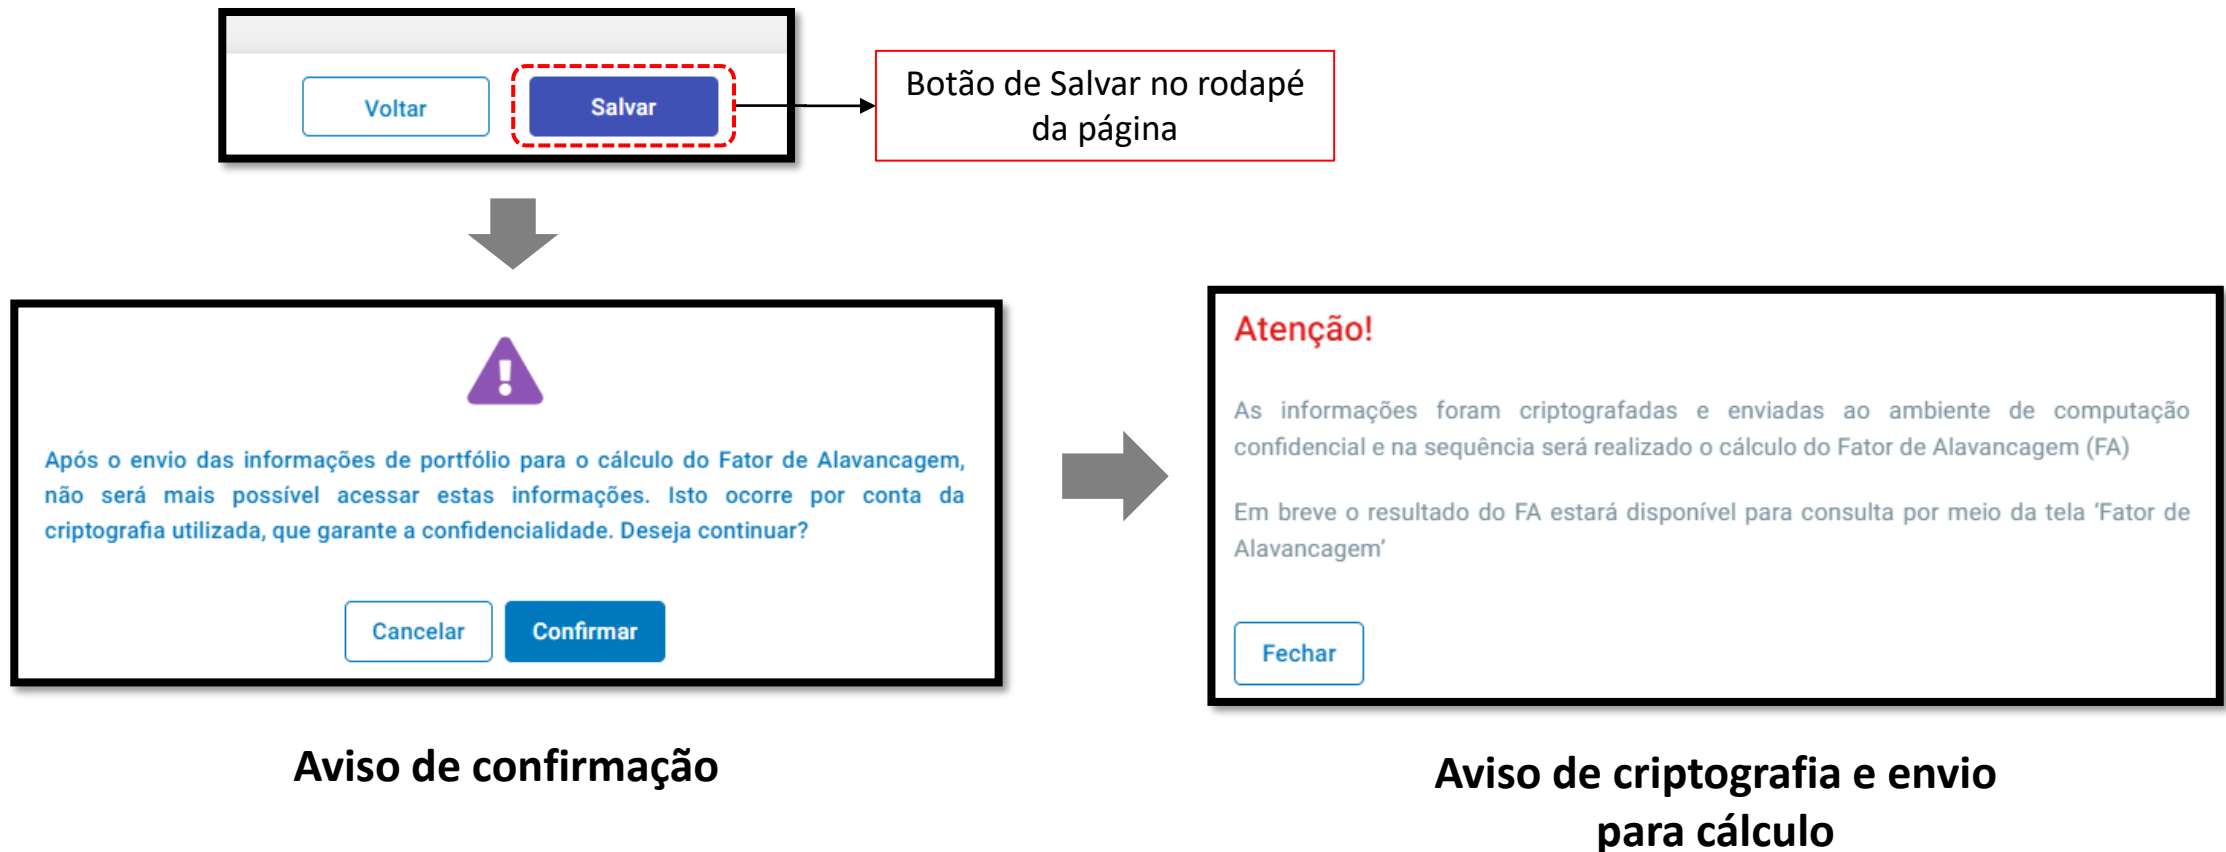 Voltar
Salvar
Botão de Salvar no rodapé
da página
Após o envio das informações de portfólio para o cálculo do Fator de Alavancagem,
não será mais possível acessar estas informações. Isto ocorre por conta da
criptografia utilizada, que garante a confidencialidade. Deseja continuar?
Cancelar
Confirmar
Aviso de confirmação
Atenção!
As informações foram criptografadas e enviadas ao ambiente de computação
confidencial e na sequência será realizado o cálculo do Fator de Alavancagem (FA)
Em breve o resultado do FA estará disponível para consulta por meio da tela ‘Fator de
Alavancagem’
Fechar
Aviso de criptografia e envio
para cálculo